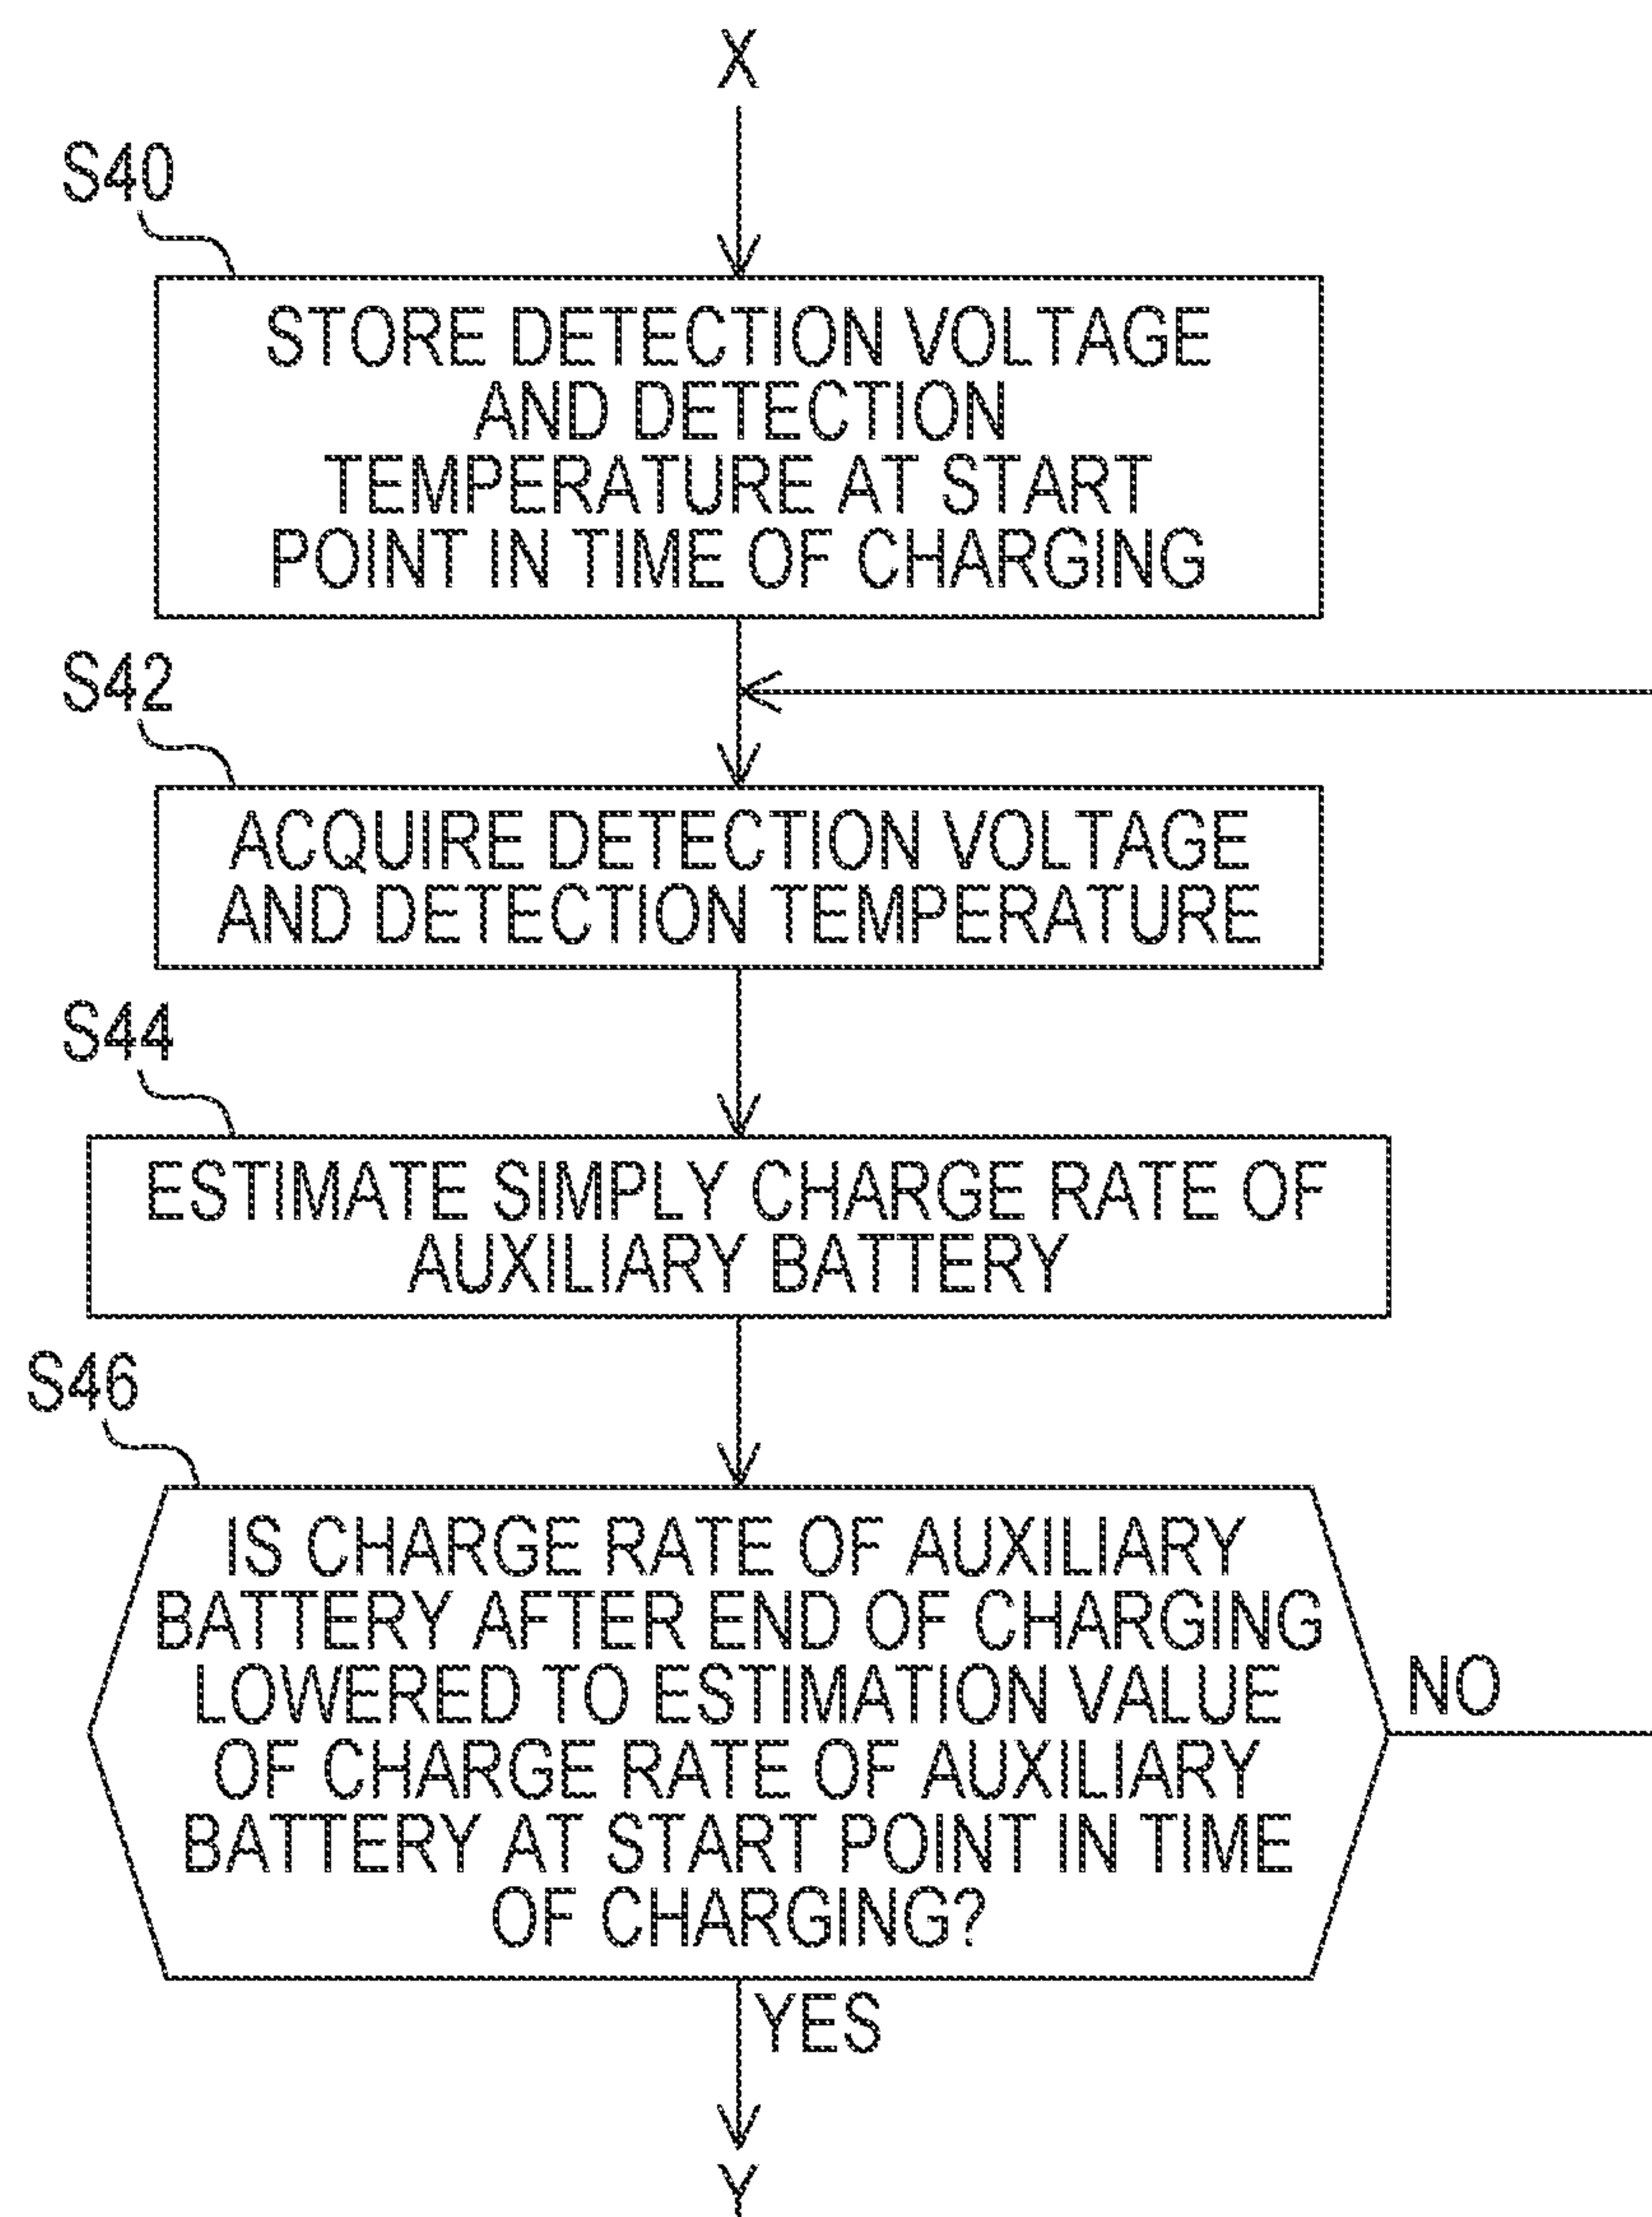 X
S40
STORE DETECTION VOLTAGE
AND DETECTION
TEMPERATURE AT START
POINT IN TIME OF CHARGING
S42
ACQUIRE DETECTION VOLTAGE
AND DETECTION TEMPERATURE
S44
ESTIMATE SIMPLY CHARGE RATE OF
AUXILIARY BATTERY
S46
IS CHARGE RATE OF AUXILIARY
BATTERY AFTER END OF CHARGING
LOWERED TO ESTIMATION VALUE
OF CHARGE RATE OF AUXILIARY
BATTERY AT START POINT IN TIME
OF CHARGING?
NO
YES
Y